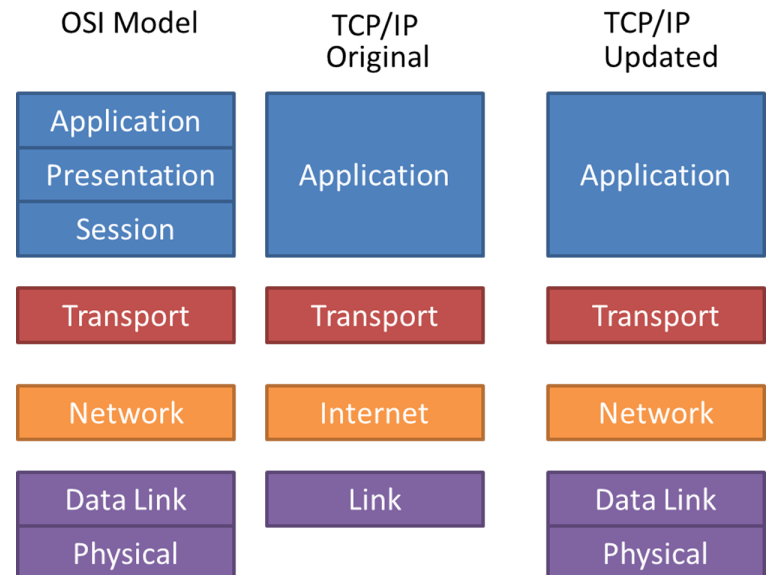 OSI Model
TCP/IP
Original
TCP/IP
Updated
Application
Presentation
Session
Application
Application
Transport
Transport
Transport
Network
Internet
Network
Data Link
Link
Data Link
Physical
Physical